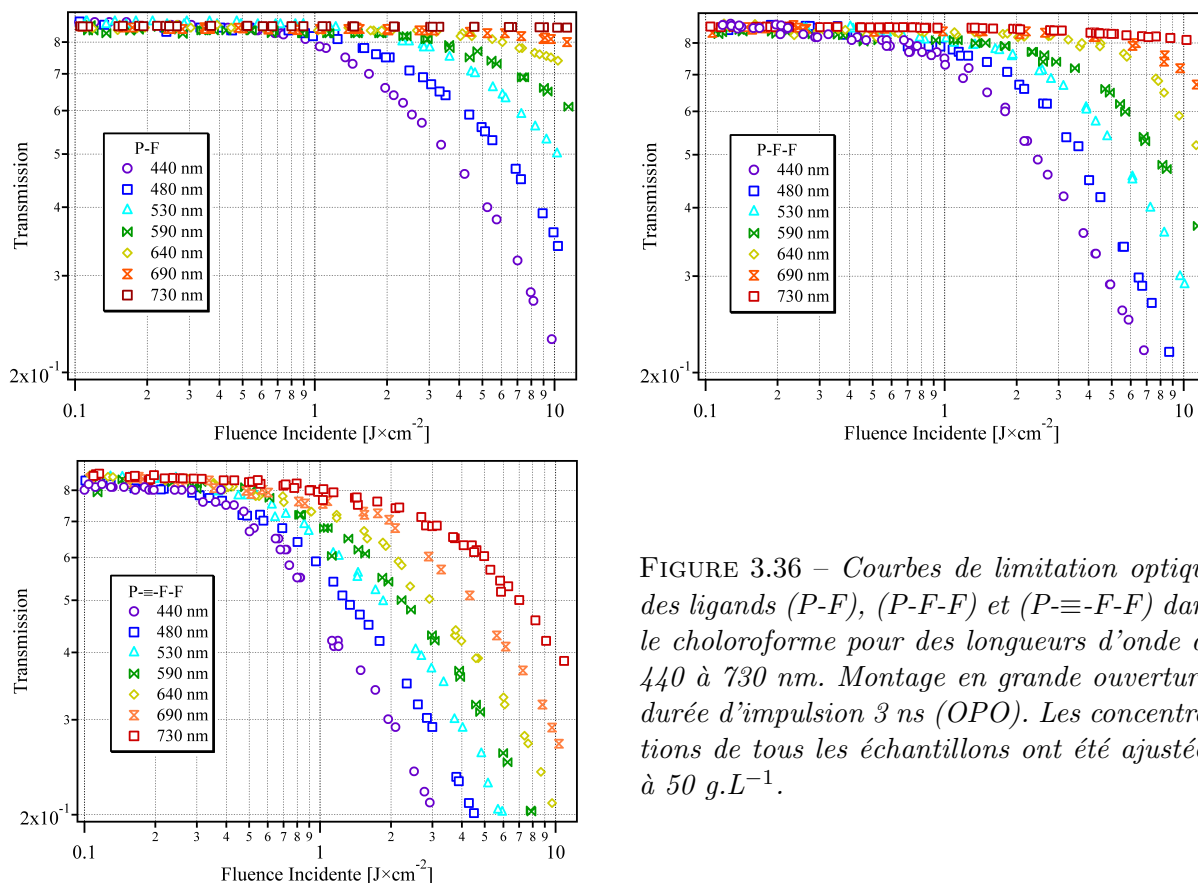 8
7
6
5
4
3
2x10⁻¹
Transmission
P-F
440 nm
480 nm
530 nm
590 nm
640 nm
690 nm
730 nm
0.1
2 3 4 5 6 7 8 9
1
2 3 4 5 6 7 8 9
10
Fluence Incidente [J×cm⁻²]
8
7
6
5
4
3
2x10⁻¹
Transmission
P-F-F
440 nm
480 nm
530 nm
590 nm
640 nm
690 nm
730 nm
0.1
2 3 4 5 6 7 8 9
1
2 3 4 5 6 7 8 9
10
Fluence Incidente [J×cm⁻²]
8
7
6
5
4
3
2x10⁻¹
Transmission
P-≡-F-F
440 nm
480 nm
530 nm
590 nm
640 nm
690 nm
730 nm
0.1
2 3 4 5 6 7 8 9
1
2 3 4 5 6 7 8 9
10
Fluence Incidente [J×cm⁻²]
FIGURE 3.36 – Courbes de limitation optiqu
des ligands (P-F), (P-F-F) et (P-≡-F-F) dan
le choloroforme pour des longueurs d'onde d
440 à 730 nm. Montage en grande ouvertur
durée d'impulsion 3 ns (OPO). Les concentr
tions de tous les échantillons ont été ajusté
à 50 g.L⁻¹.